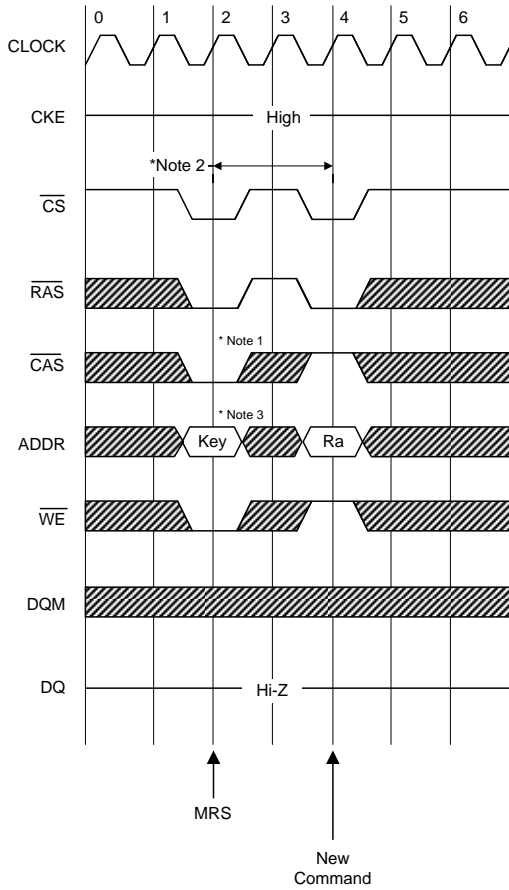 0 1 2 3 4 5 6
CLOCK
CKE High
*Note 2
CS
RAS
* Note 1
CAS
* Note 3
ADDR Key Ra
WE
DQM
DQ Hi-Z
MRS
New
Command